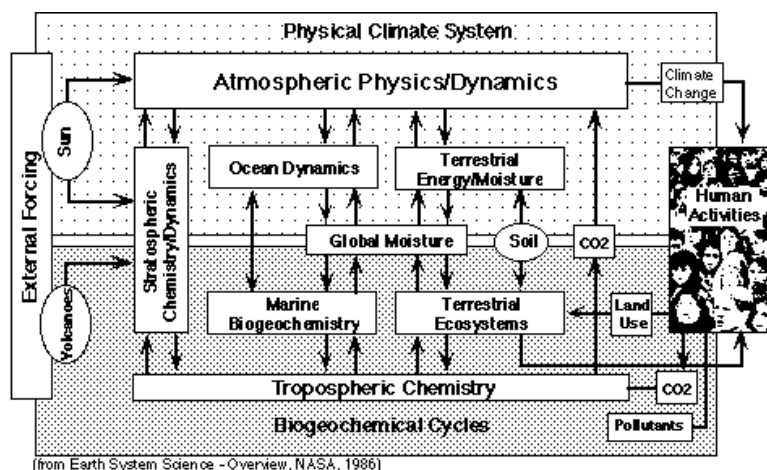 Physical Climate System
Atmospheric Physics/Dynamics
Climate
Change
External Forcing
Sun
Stratospheric
Chemistry/Dynamics
Ocean Dynamics
Terrestrial
Energy/Moisture
Human
Activities
Global Moisture
Soil
CO2
Volcanoes
Marine
Biogeochemistry
Terrestrial
Ecosystems
Land
Use
Tropospheric Chemistry
CO2
Biogeochemical Cycles
Pollutants
(from Earth System Science - Overview, NASA, 1986)